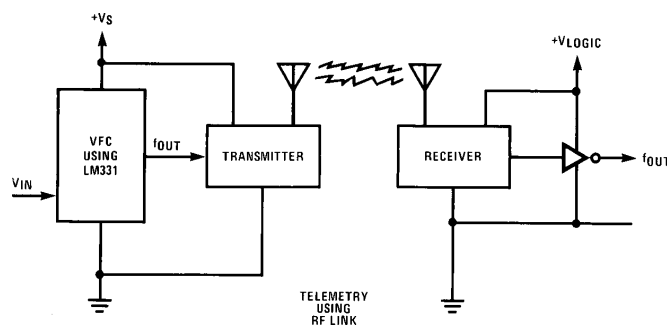 +VS
VFC
USING
LM331
fOUT
TRANSMITTER
VIN
+VLOGIC
RECEIVER
fOUT
TELEMETRY
USING
RF LINK